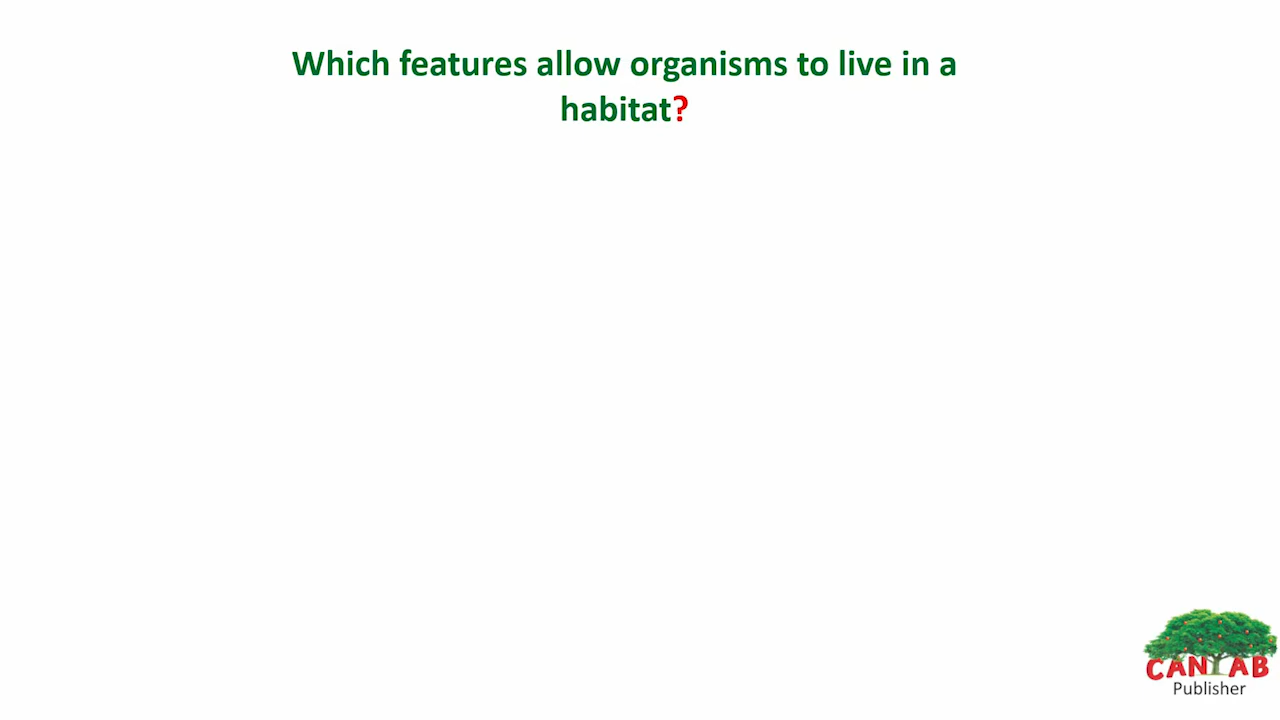 Which features allow organisms to live in a
habitat?
CANTAB
Publisher